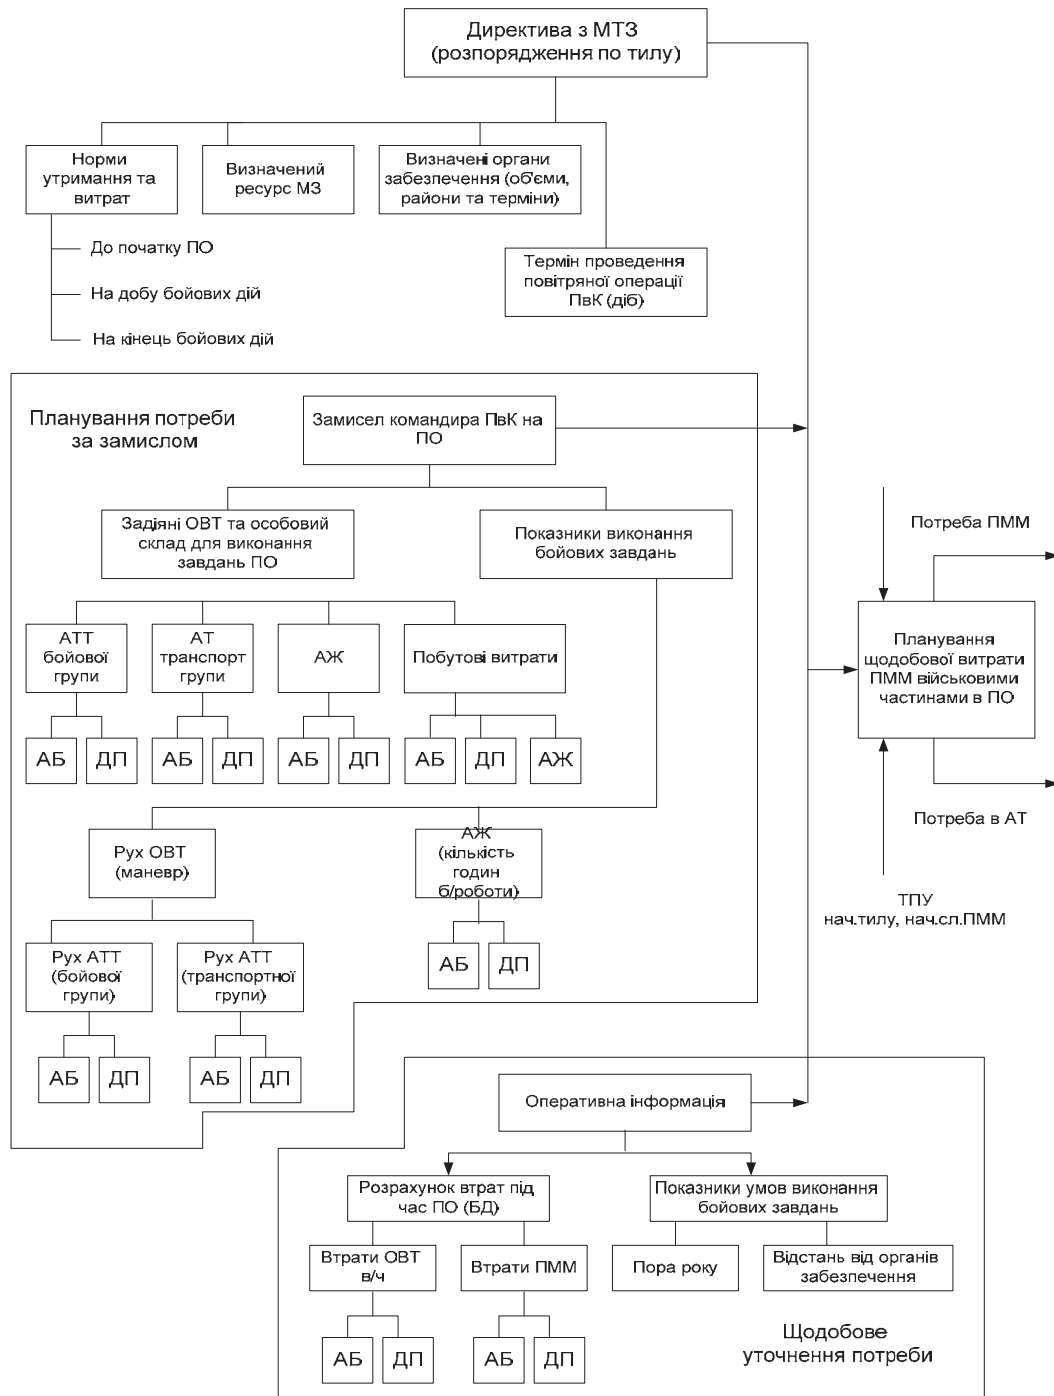 Директива з МТЗ
(розпорядження по тилу)
Норми
утримання та
витрат
Визначений
ресурс МЗ
Визначені органи
забезпечення (об'єми,
райони та терміни)
До початку ПО
На добу бойових дій
На кінець бойових дій
Термін проведення
повітряної операції
ПвК (діб)
Планування потреби
за замислом
Замисел командира ПвК на
ПО
Задіяні ОВТ та особовий
склад для виконання
завдань ПО
Показники виконання
бойових завдань
АТТ
бойової
групи
АТ
транспорт
групи
АЖ
Побутові витрати
АБ
ДП
АБ
ДП
АБ
ДП
АБ
ДП
АЖ
Рух ОВТ
(маневр)
АЖ
(кількість
годин
б/роботи)
Рух АТТ
(бойової
групи)
Рух АТТ
(транспортної
групи)
АБ
ДП
АБ
ДП
АБ
ДП
Потреба ПММ
Планування
щодобової витрати
ПММ військовими
частинами в ПО
Потреба в АТ
ТПУ
нач.тилу, нач.сл.ПММ
Оперативна інформація
Розрахунок втрат під
час ПО (БД)
Показники умов виконання
бойових завдань
Втрати ОВТ
в/ч
Втрати ПММ
Пора року
Відстань від органів
забезпечення
АБ
ДП
АБ
ДП
Щодобове
уточнення потреби